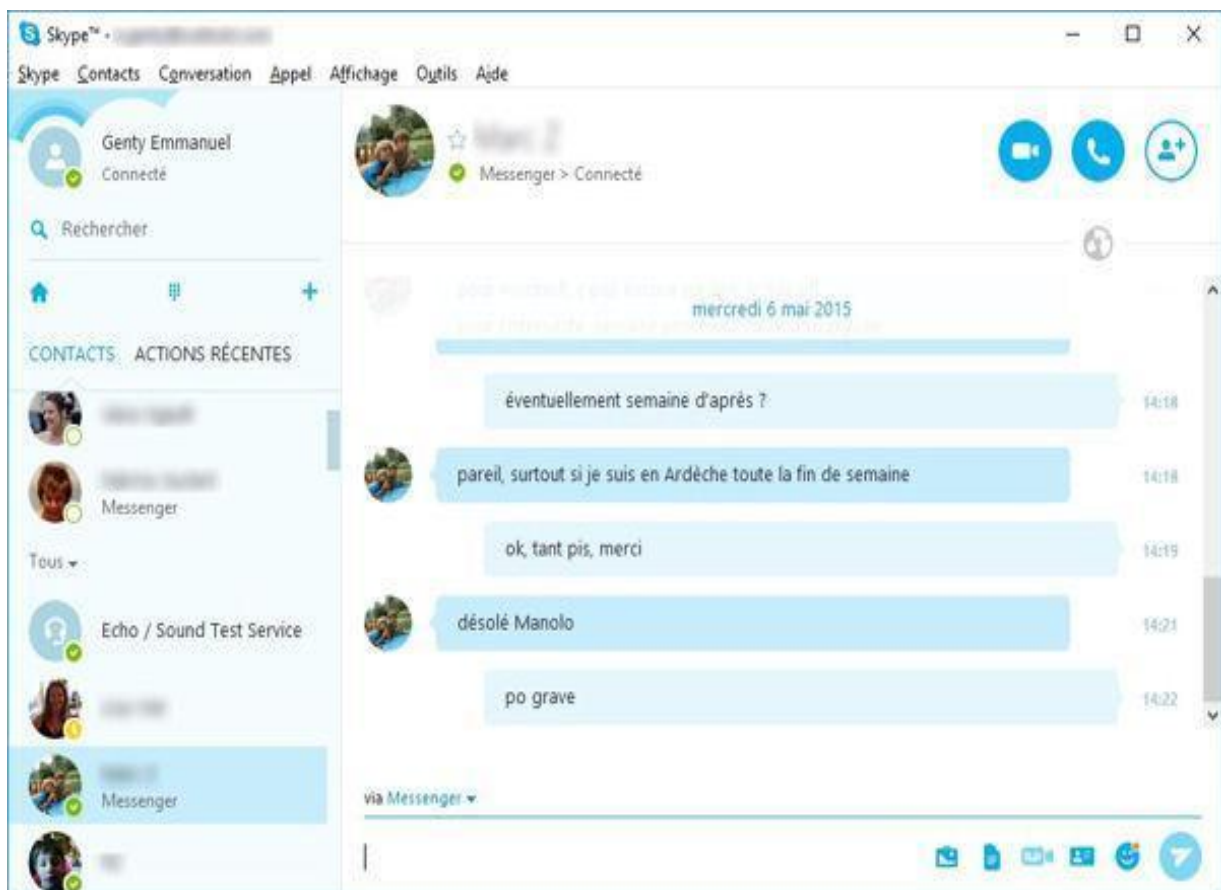 Skype™ -
Skype Contacts Conversation Appel Affichage Outils Aide
Genty Emmanuel
Connecté
Rechercher
CONTACTS ACTIONS RÉCENTES
Messenger
Tous
Echo / Sound Test Service
Messenger
Messenger > Connecté
mercredi 6 mai 2015
éventuellement semaine d'aprés ?
14:18
pareil, surtout si je suis en Ardèche toute la fin de semaine
14:18
ok, tant pis, merci
14:19
désolé Manolo
14:21
po grave
14:22
via Messenger